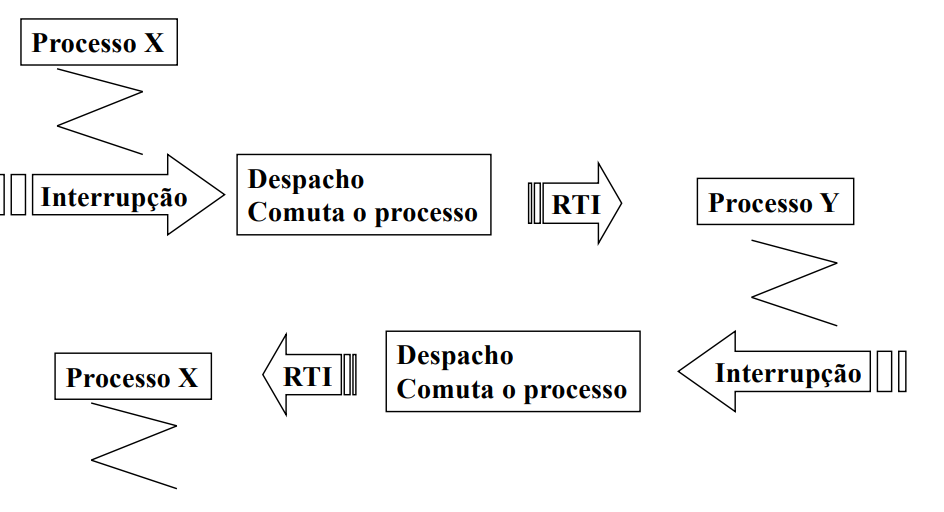 Processo X
Interrupção
Despacho
Comuta o processo
RTI
Processo Y
Processo X
RTI
Despacho
Comuta o processo
Interrupção